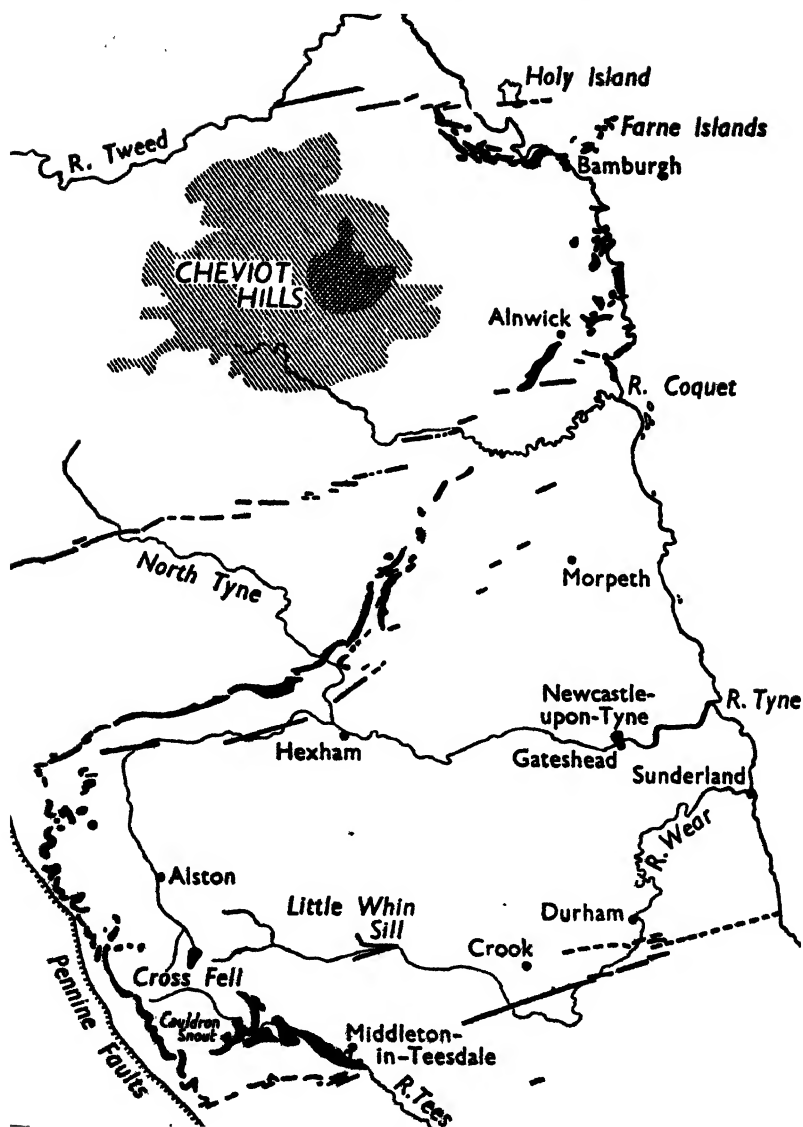 Holy Island
Farne Islands
R. Tweed
Bamburgh
CHEVIOT
HILLS
Alnwick
R. Coquet
North Tyne
Morpeth
Newcastle-
upon-Tyne
R. Tyne
Hexham
Gateshead
Sunderland
R. Wear
Alston
Little Whin
Sill
Durham
Crook
Cross Fell
Pennine Faults
Cauldron
Snout
Middleton-
in-Teesdale
R. Tees